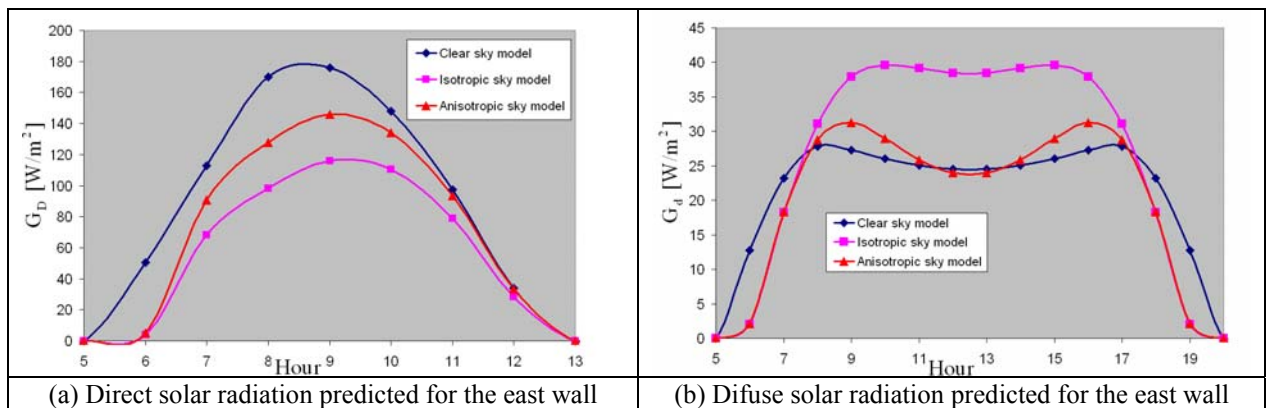 200
180
160
140
120
100
80
60
40
20
0
G_D [W/m²]
5 6 7 8 9 10 11 12 13
Hour
Clear sky model
Isotropic sky model
Anisotropic sky model
(a) Direct solar radiation predicted for the east wall
45
40
35
30
25
20
15
10
5
0
G_d [W/m²]
5 7 9 11 13 15 17 19
Hour
Clear sky model
Isotropic sky model
Anisotropic sky model
(b) Difuse solar radiation predicted for the east wall